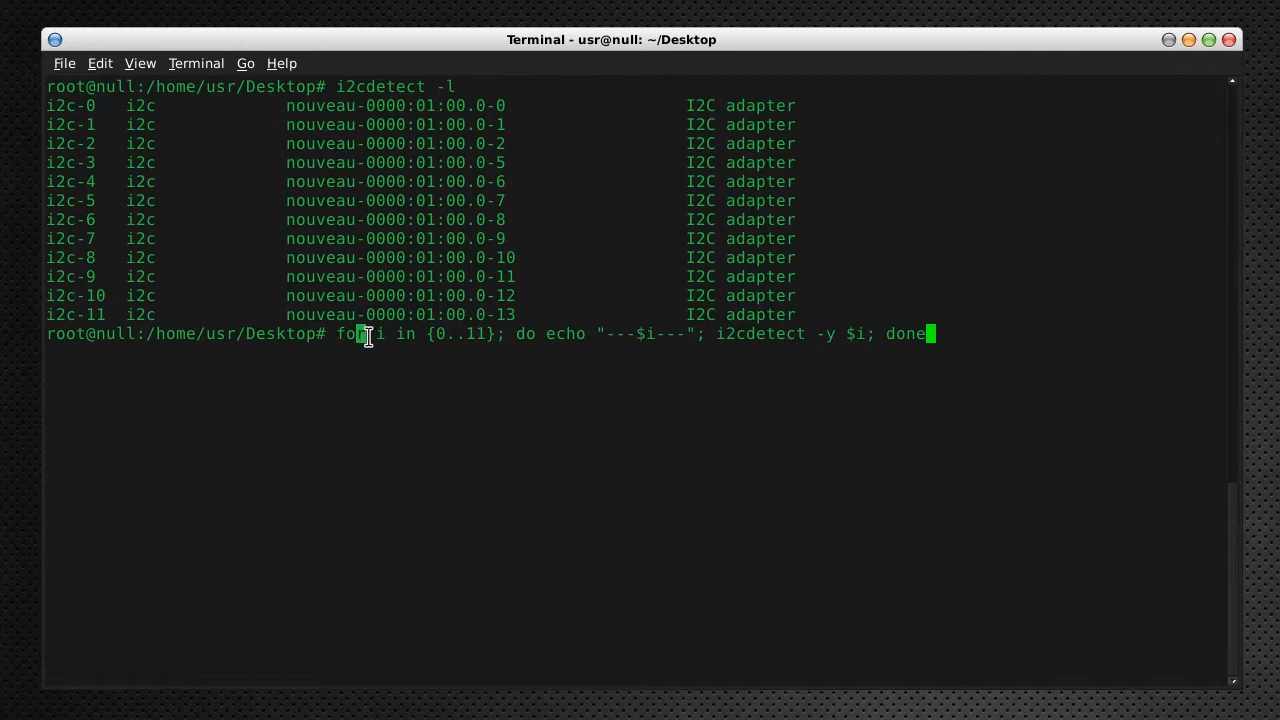 Terminal - usr@null: ~/Desktop
File Edit View Terminal Go Help
root@null:/home/usr/Desktop# i2cdetect -l
i2c-0 i2c nouveau-0000:01:00.0-0 I2C adapter
i2c-1 i2c nouveau-0000:01:00.0-1 I2C adapter
i2c-2 i2c nouveau-0000:01:00.0-2 I2C adapter
i2c-3 i2c nouveau-0000:01:00.0-5 I2C adapter
i2c-4 i2c nouveau-0000:01:00.0-6 I2C adapter
i2c-5 i2c nouveau-0000:01:00.0-7 I2C adapter
i2c-6 i2c nouveau-0000:01:00.0-8 I2C adapter
i2c-7 i2c nouveau-0000:01:00.0-9 I2C adapter
i2c-8 i2c nouveau-0000:01:00.0-10 I2C adapter
i2c-9 i2c nouveau-0000:01:00.0-11 I2C adapter
i2c-10 i2c nouveau-0000:01:00.0-12 I2C adapter
i2c-11 i2c nouveau-0000:01:00.0-13 I2C adapter
root@null:/home/usr/Desktop# for i in {0..11}; do echo "---$i---"; i2cdetect -y $i; done